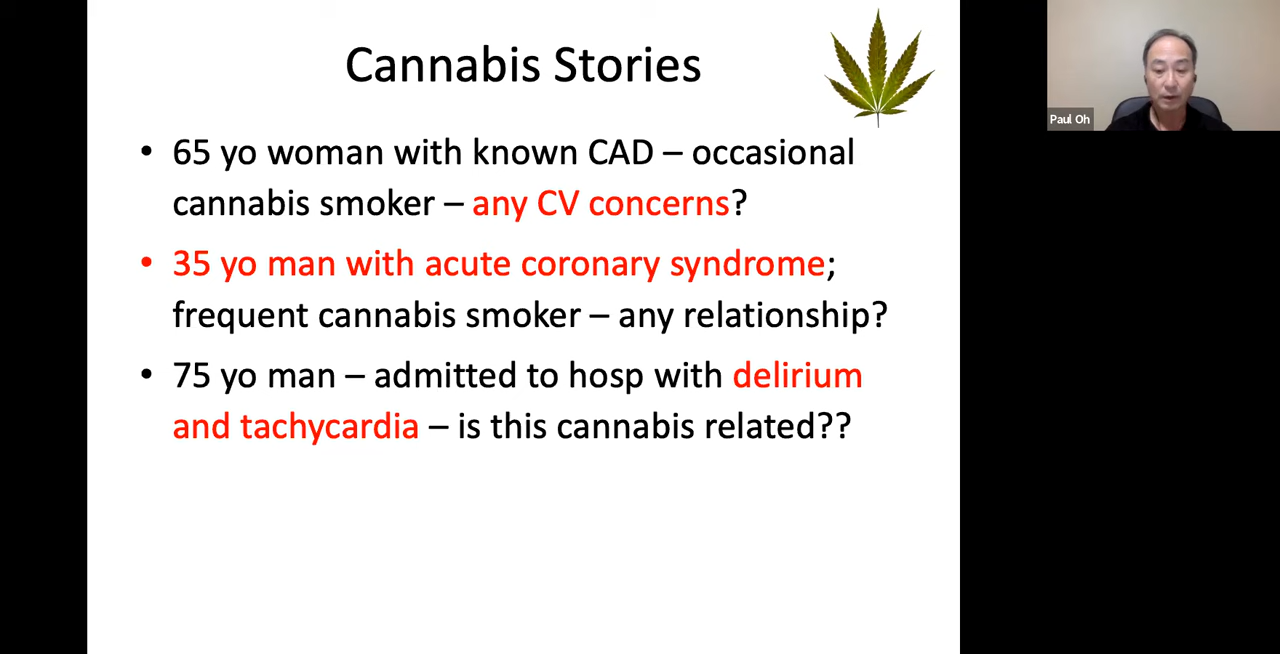 Cannabis Stories
• 65 yo woman with known CAD – occasional
cannabis smoker – any CV concerns?
• 35 yo man with acute coronary syndrome;
frequent cannabis smoker – any relationship?
• 75 yo man – admitted to hosp with delirium
and tachycardia – is this cannabis related??
Paul Oh